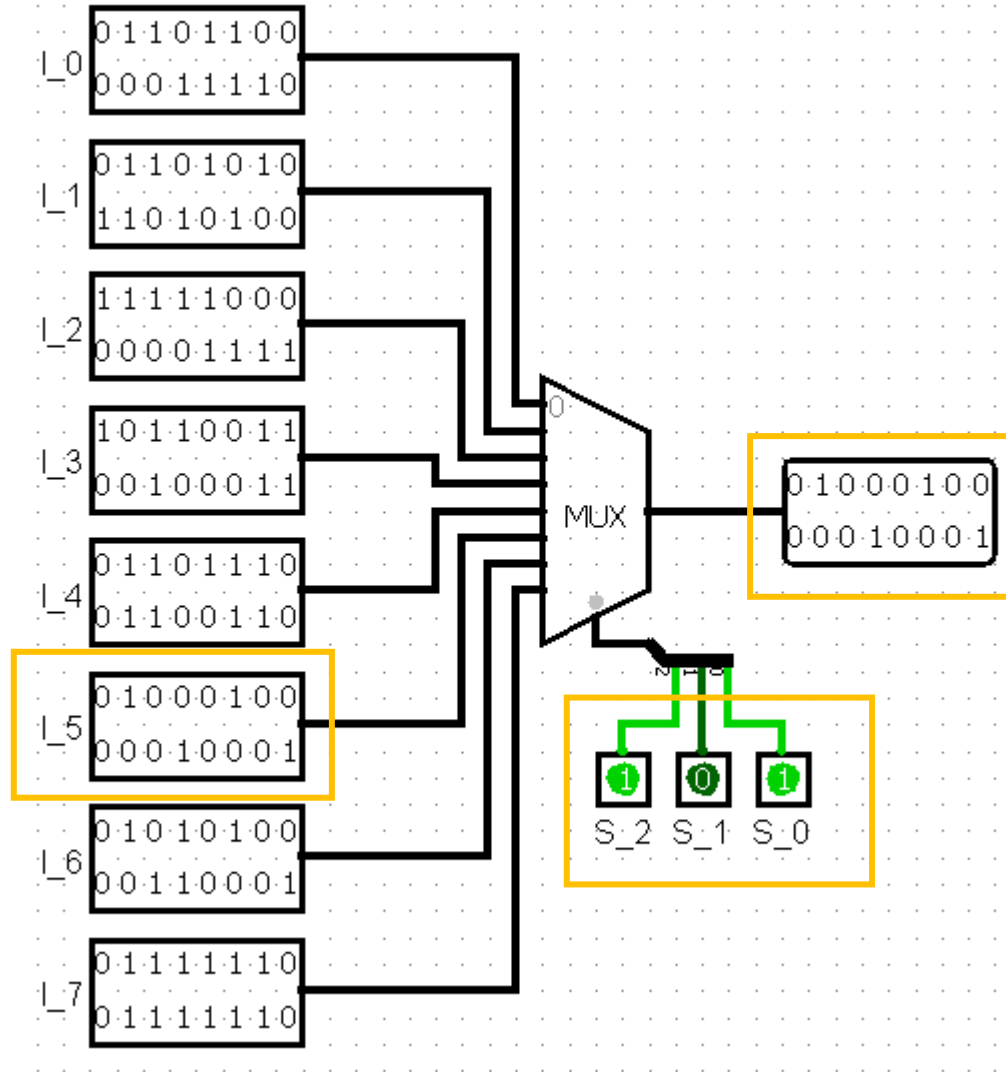 I_0
0 1 1 0 1 1 0 0
0 0 0 1 1 1 1 0
I_1
0 1 1 0 1 0 1 0
1 1 0 1 0 1 0 0
I_2
1 1 1 1 1 0 0 0
0 0 0 0 1 1 1 1
I_3
1 0 1 1 0 0 1 1
0 0 1 0 0 0 1 1
I_4
0 1 1 0 1 1 1 0
0 1 1 0 0 1 1 0
I_5
0 1 0 0 0 1 0 0
0 0 0 1 0 0 0 1
I_6
0 1 0 1 0 1 0 0
0 0 1 1 0 0 0 1
I_7
0 1 1 1 1 1 1 0
0 1 1 1 1 1 1 0
0
MUX
0 1 0 0 0 1 0 0
0 0 0 1 0 0 0 1
2 1 0
1 0 1
S_2 S_1 S_0